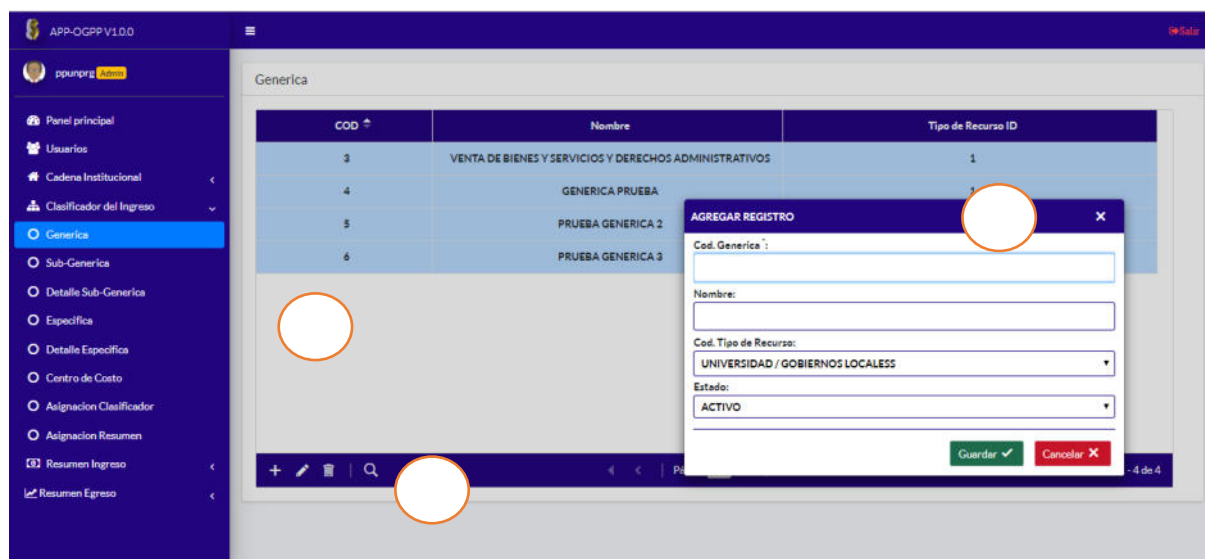 APP-OGPP V1.0.0
Salir
ppunprg Admin
Panel principal
Usuarios
Cadena Institucional
Clasificador del Ingreso
Generica
Sub-Generica
Detalle Sub-Generica
Especifica
Detalle Especifica
Centro de Costo
Asignacion Clasificador
Asignacion Resumen
Resumen Ingreso
Resumen Egreso
Generica
COD Nombre Tipo de Recurso ID
3 VENTA DE BIENES Y SERVICIOS Y DERECHOS ADMINISTRATIVOS 1
4 GENERICA PRUEBA
5 PRUEBA GENERICA 2
6 PRUEBA GENERICA 3
AGREGAR REGISTRO
Cod. Generica *:
Nombre:
Cod. Tipo de Recurso:
UNIVERSIDAD / GOBIERNOS LOCALESS
Estado:
ACTIVO
Guardar
Cancelar
- 4 de 4